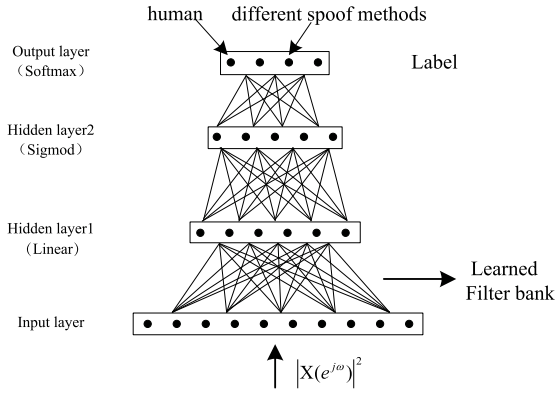 human different spoof methods
Output layer
（Softmax）
Label
Hidden layer2
（Sigmod）
Hidden layer1
（Linear）
Learned
Filter bank
Input layer
|X(e^{jω})|^2